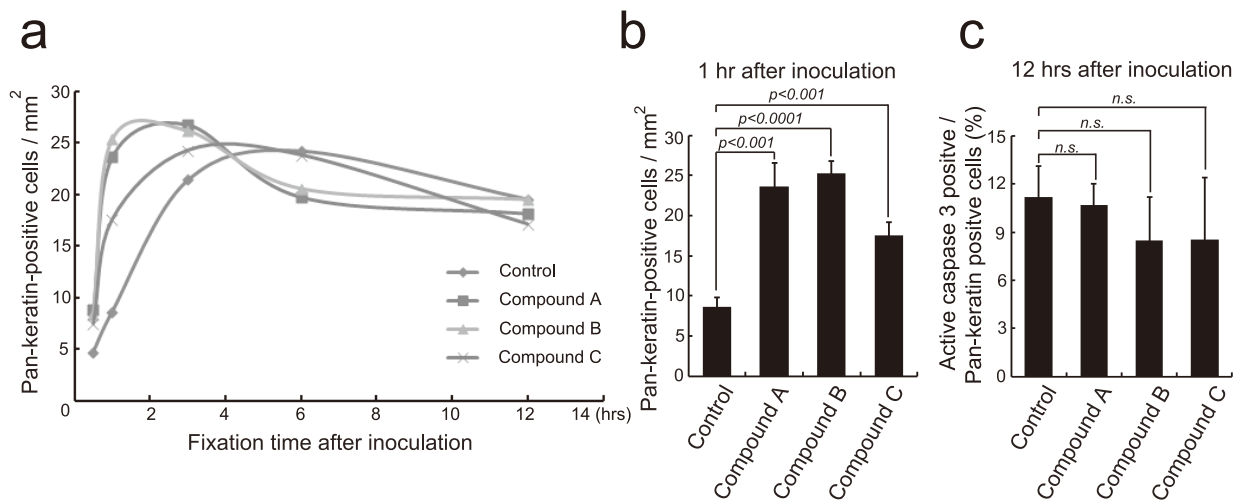 a
Pan-keratin-positive cells / mm2
30
25
20
15
10
5
0
2
4
6
8
10
12
14 (hrs)
Fixation time after inoculation
Control
Compound A
Compound B
Compound C
b
1 hr after inoculation
Pan-keratin-positive cells / mm2
30
25
20
15
10
5
0
p<0.001
p<0.0001
p<0.001
Control
Compound A
Compound B
Compound C
c
12 hrs after inoculation
Active caspase 3 positve /
Pan-keratin positive cells (%)
15
12
9
6
3
0
n.s.
n.s.
n.s.
Control
Compound A
Compound B
Compound C